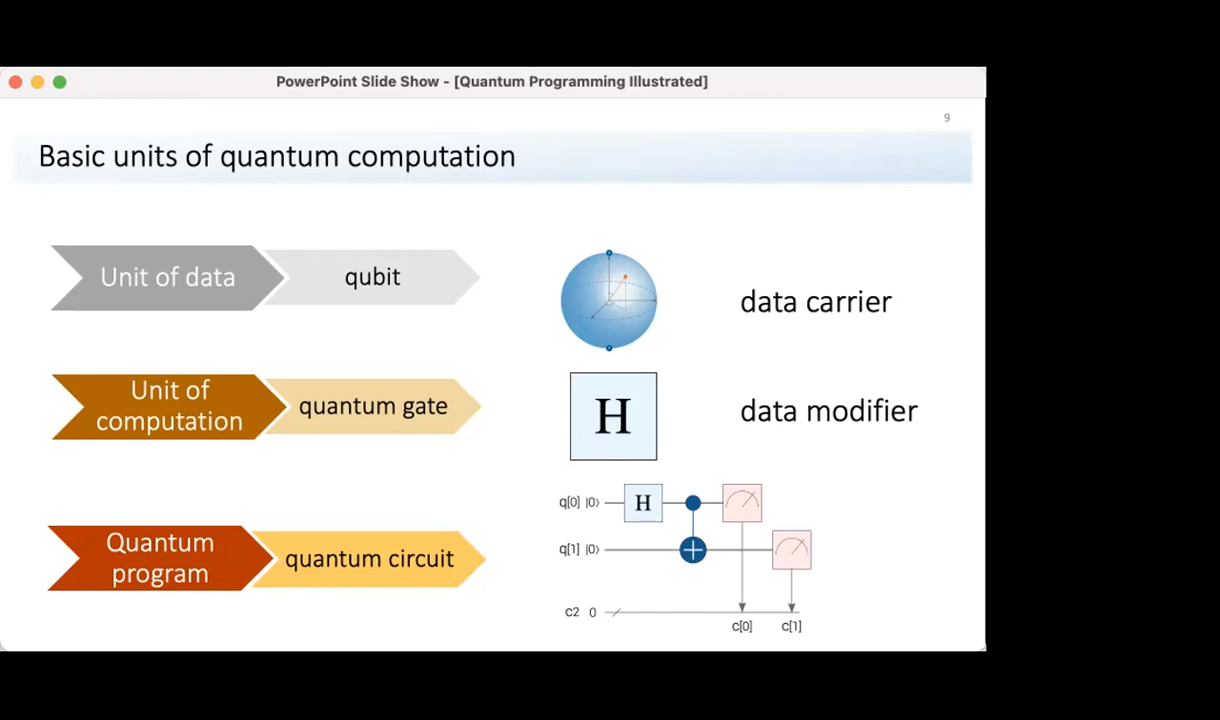 PowerPoint Slide Show - [Quantum Programming Illustrated]
9
Basic units of quantum computation
Unit of data
qubit
data carrier
Unit of
computation
quantum gate
H
data modifier
Quantum
program
quantum circuit
q[0] |0⟩
H
q[1] |0⟩
c2 0
c[0]
c[1]